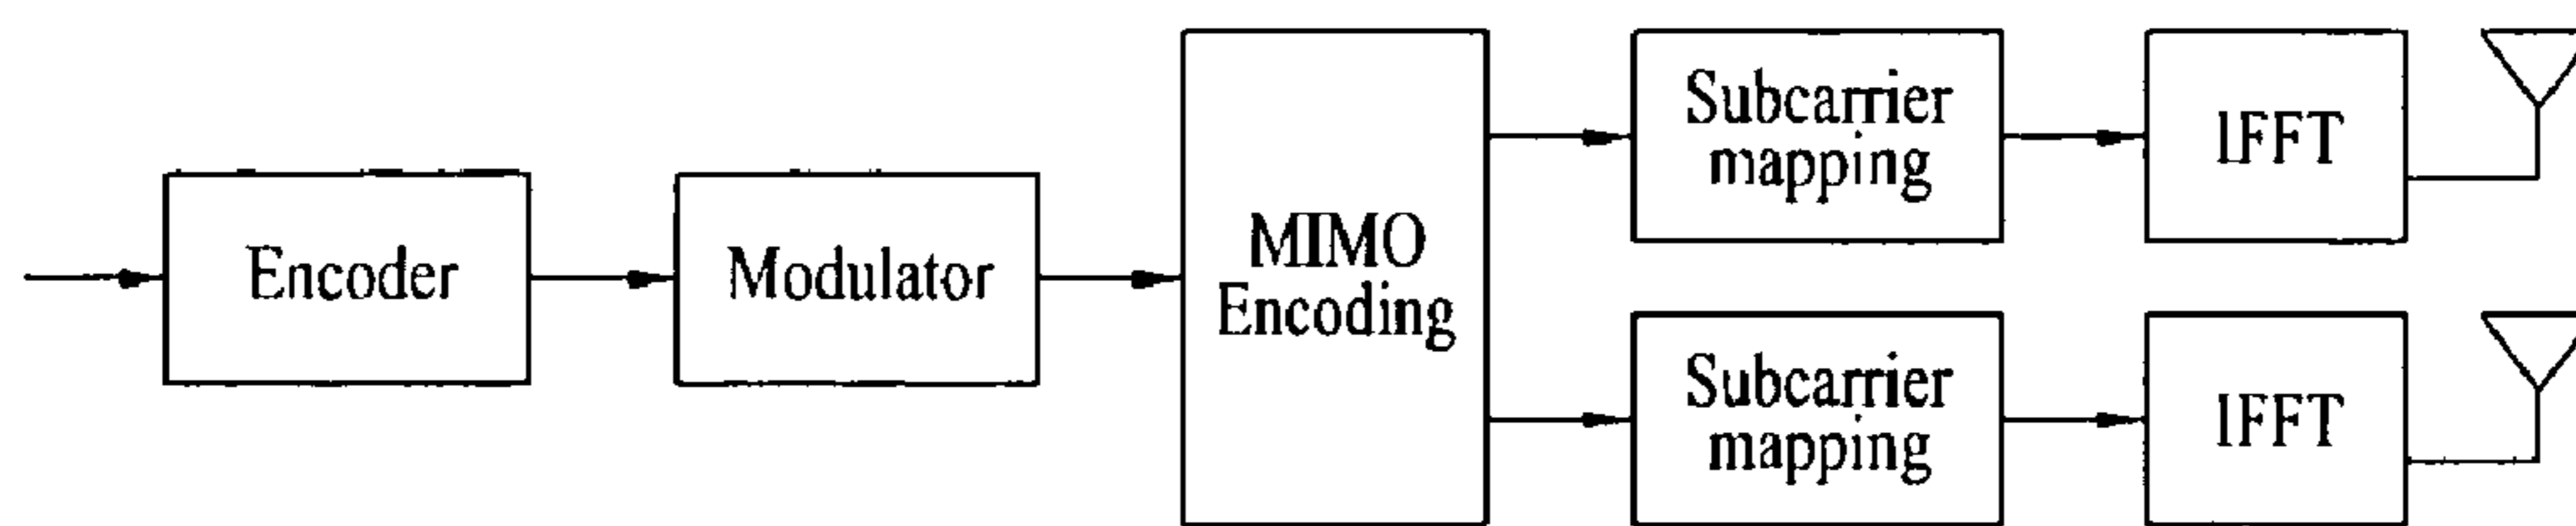 Encoder
Modulator
MIMO
Encoding
Subcarrier
mapping
IFFT
Subcarrier
mapping
IFFT